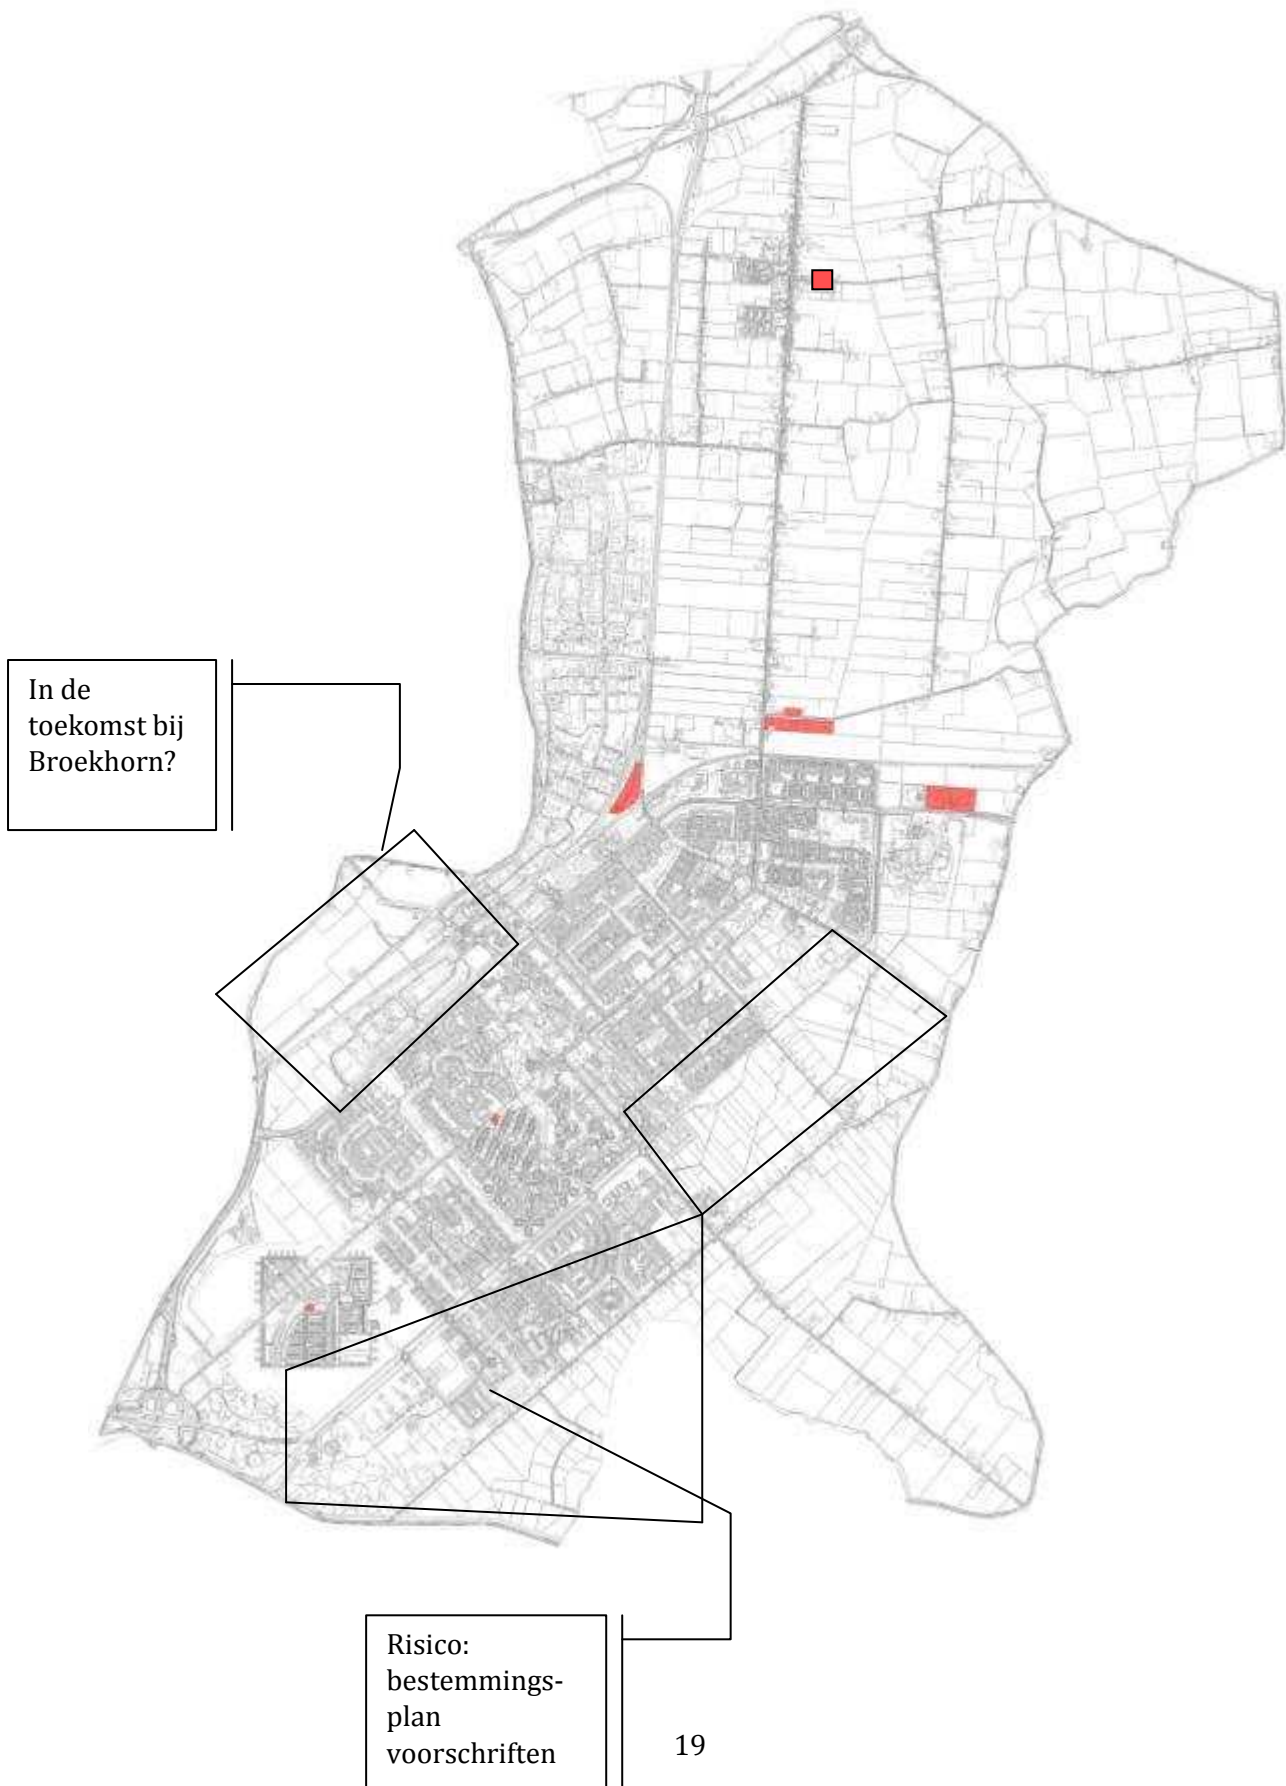 In de
toekomst bij
Broekhorn?
Risico:
bestemmings-
plan
voorschriften
19